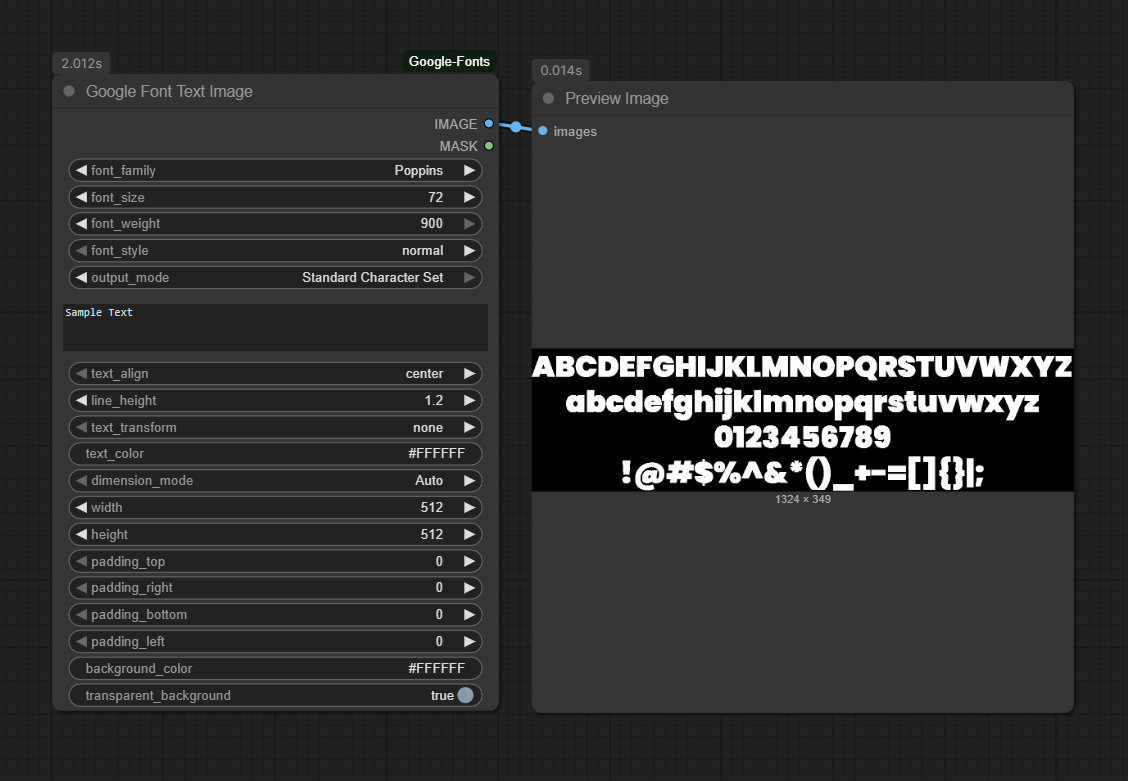 2.012s
Google-Fonts
Google Font Text Image
IMAGE
MASK
font_family Poppins
font_size 72
font_weight 900
font_style normal
output_mode Standard Character Set
Sample Text
text_align center
line_height 1.2
text_transform none
text_color #FFFFFF
dimension_mode Auto
width 512
height 512
padding_top 0
padding_right 0
padding_bottom 0
padding_left 0
background_color #FFFFFF
transparent_background true
0.014s
Preview Image
images
ABCDEFGHIJKLMNOPQRSTUVWXYZ
abcdefghijklmnopqrstuvwxyz
0123456789
!@#$%^&*()_+-=[]{}|;
1324 × 349